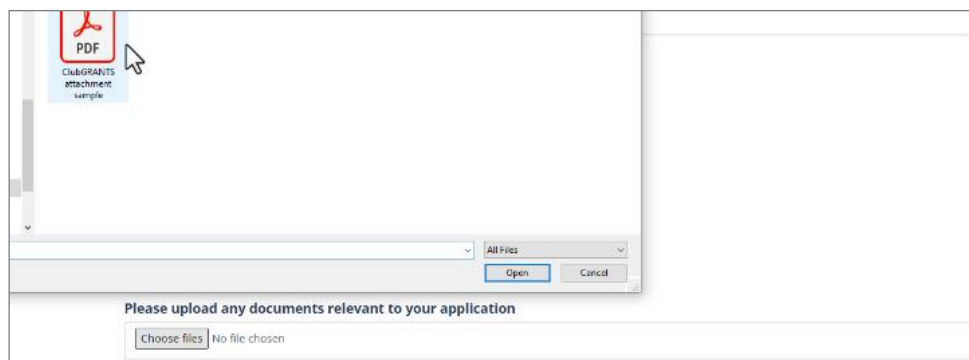 PDF
ClubGRANTS
attachment
sample
All Files
Open Cancel
Please upload any documents relevant to your application
Choose files No file chosen